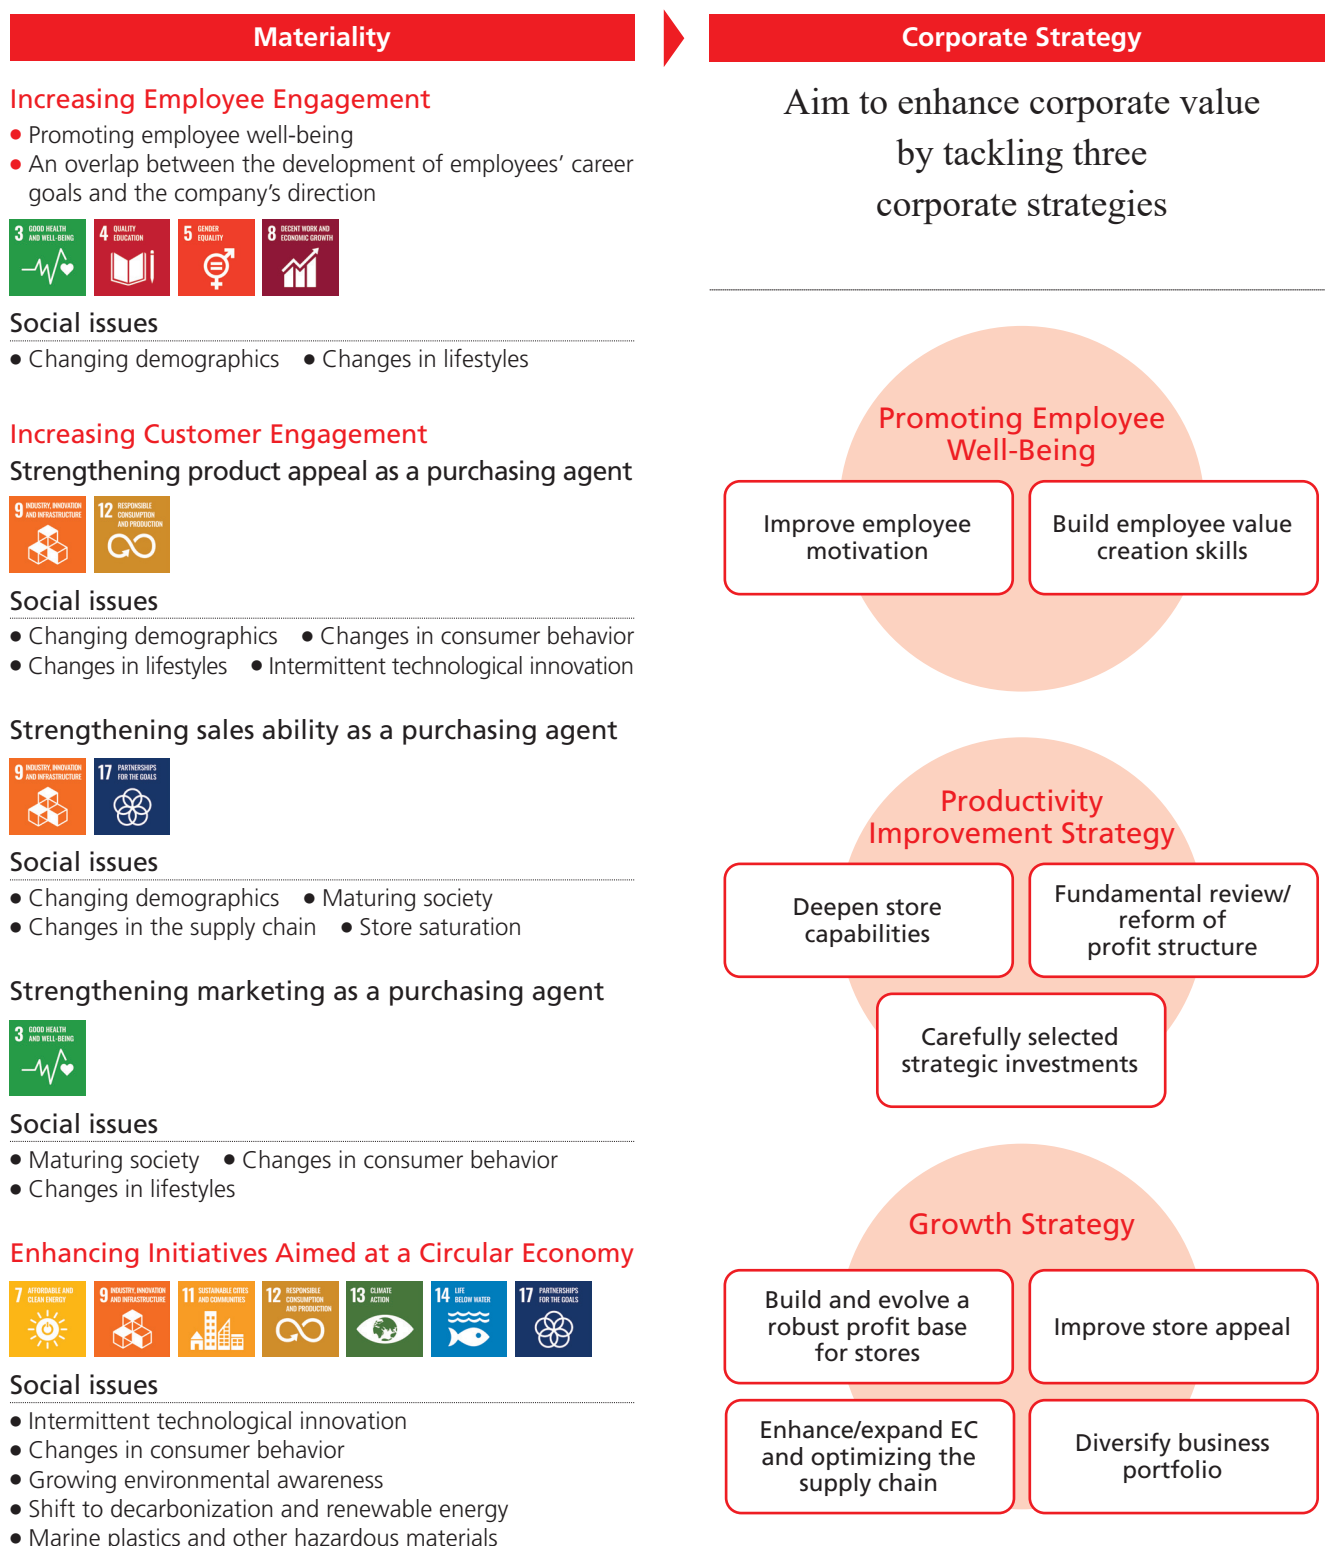 Materiality
Increasing Employee Engagement
• Promoting employee well-being
• An overlap between the development of employees’ career
goals and the company’s direction
3 GOOD HEALTH
AND WELL-BEING
4 QUALITY
EDUCATION
5 GENDER
EQUALITY
8 DECENT WORK AND
ECONOMIC GROWTH
Social issues
• Changing demographics • Changes in lifestyles
Increasing Customer Engagement
Strengthening product appeal as a purchasing agent
9 INDUSTRY, INNOVATION
AND INFRASTRUCTURE
12 RESPONSIBLE
CONSUMPTION
AND PRODUCTION
Social issues
• Changing demographics • Changes in consumer behavior
• Changes in lifestyles • Intermittent technological innovation
Strengthening sales ability as a purchasing agent
9 INDUSTRY, INNOVATION
AND INFRASTRUCTURE
17 PARTNERSHIPS
FOR THE GOALS
Social issues
• Changing demographics • Maturing society
• Changes in the supply chain • Store saturation
Strengthening marketing as a purchasing agent
3 GOOD HEALTH
AND WELL-BEING
Social issues
• Maturing society • Changes in consumer behavior
• Changes in lifestyles
Enhancing Initiatives Aimed at a Circular Economy
7 AFFORDABLE AND
CLEAN ENERGY
9 INDUSTRY, INNOVATION
AND INFRASTRUCTURE
11 SUSTAINABLE CITIES
AND COMMUNITIES
12 RESPONSIBLE
CONSUMPTION
AND PRODUCTION
13 CLIMATE
ACTION
14 LIFE
BELOW WATER
17 PARTNERSHIPS
FOR THE GOALS
Social issues
• Intermittent technological innovation
• Changes in consumer behavior
• Growing environmental awareness
• Shift to decarbonization and renewable energy
• Marine plastics and other hazardous materials
Corporate Strategy
Aim to enhance corporate value
by tackling three
corporate strategies
Promoting Employee
Well-Being
Improve employee
motivation
Build employee value
creation skills
Productivity
Improvement Strategy
Deepen store
capabilities
Fundamental review/
reform of
profit structure
Carefully selected
strategic investments
Growth Strategy
Build and evolve a
robust profit base
for stores
Improve store appeal
Enhance/expand EC
and optimizing the
supply chain
Diversify business
portfolio